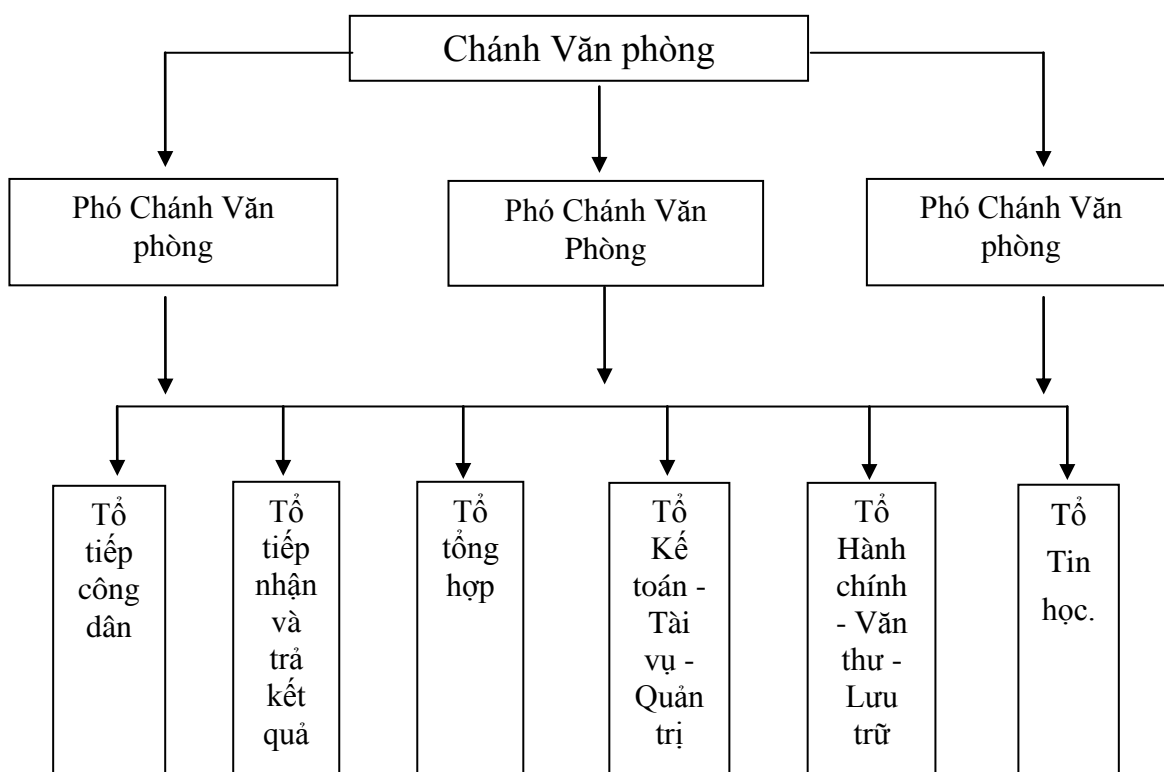 Chánh Văn phòng
Phó Chánh Văn
phòng
Phó Chánh Văn
Phòng
Phó Chánh Văn
phòng
Tổ
tiếp
công
dân
Tổ
tiếp
nhận
và
trả
kết
quả
Tổ
tổng
hợp
Tổ
Kế
toán -
Tài
vụ -
Quản
trị
Tổ
Hành
chính
- Văn
thư -
Lưu
trữ
Tổ
Tin
học.